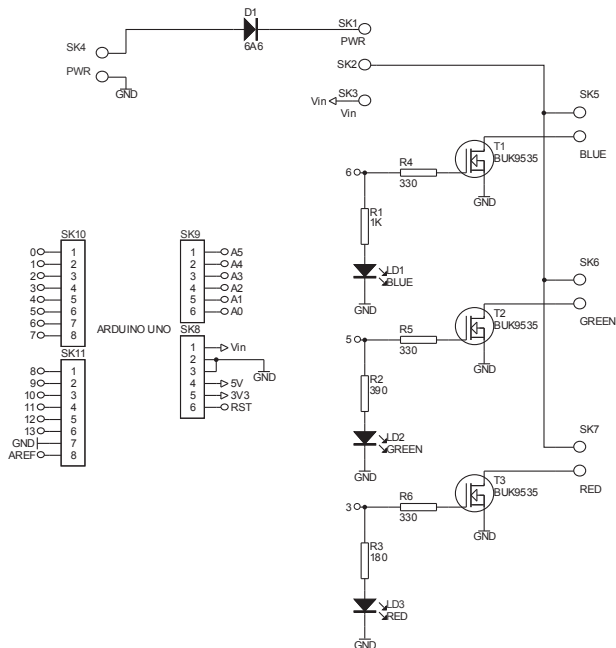 D1
6A6
SK1
PWR
SK4
PWR
GND
SK2
SK3
Vin
Vin
SK5
BLUE
T1
BUK9535
GND
6
R4
330
R1
1K
LD1
BLUE
GND
SK6
GREEN
T2
BUK9535
GND
5
R5
330
R2
390
LD2
GREEN
GND
SK7
RED
T3
BUK9535
GND
3
R6
330
R3
180
LD3
RED
GND
SK10
0 1
1 2
2 3
3 4
4 5
5 6
6 7
7 8
SK11
8 1
9 2
10 3
11 4
12 5
13 6
GND 7
AREF 8
ARDUINO UNO
SK9
1 A5
2 A4
3 A3
4 A2
5 A1
6 A0
SK8
1 Vin
2
3
GND
4 5V
5 3V3
6 RST